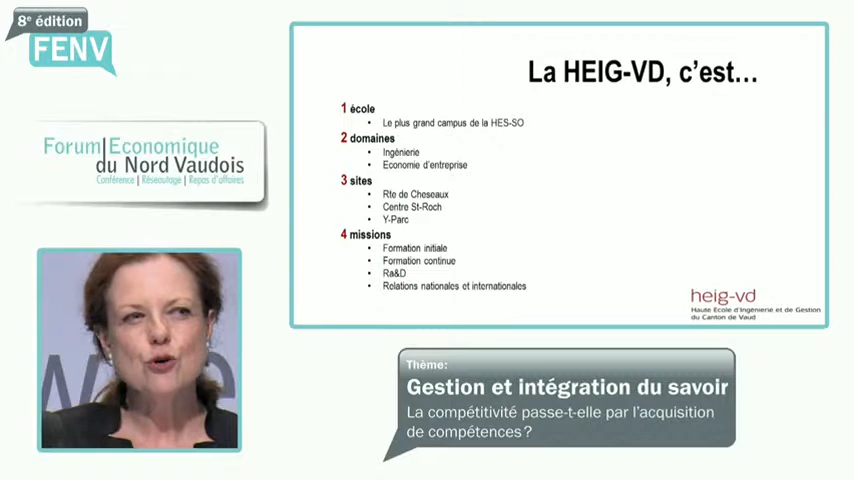 8e édition
FENV
Forum|Economique
du Nord Vaudois
Conférence | Réseautage | Repas d'affaires
La HEIG-VD, c'est...
1 école
• Le plus grand campus de la HES-SO
2 domaines
• Ingénierie
• Economie d'entreprise
3 sites
• Rte de Cheseaux
• Centre St-Roch
• Y-Parc
4 missions
• Formation initiale
• Formation continue
• Ra&D
• Relations nationales et internationales
heig-vd
Haute Ecole d'Ingénierie et de Gestion
du Canton de Vaud
Thème:
Gestion et intégration du savoir
La compétitivité passe-t-elle par l'acquisition
de compétences ?